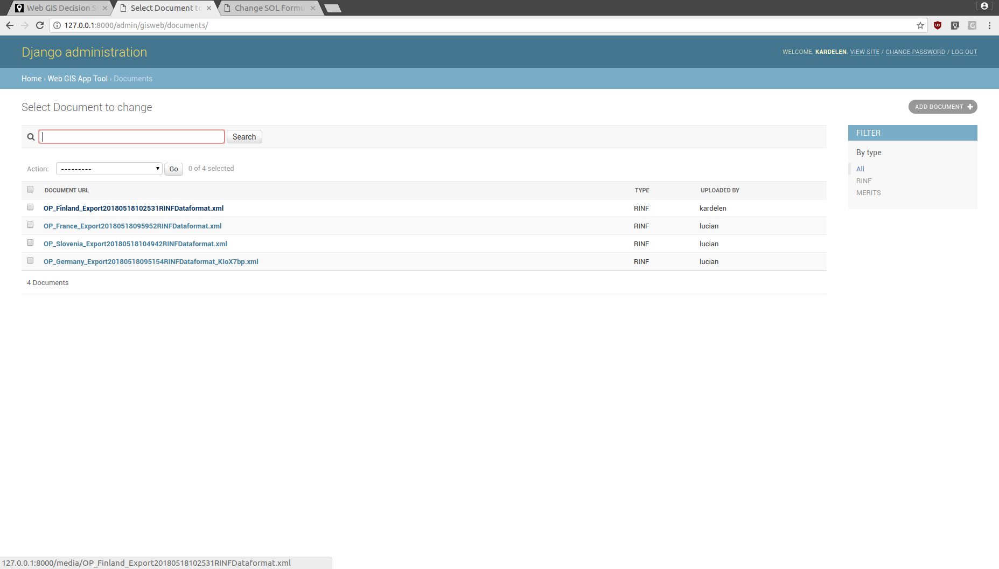 Web GIS Decision S
Select Document to
Change SOL Formu
127.0.0.1:8000/admin/gisweb/documents/
Django administration
WELCOME, KARDELEN. VIEW SITE / CHANGE PASSWORD / LOG OUT
Home › Web GIS App Tool › Documents
Select Document to change
ADD DOCUMENT +
Search
FILTER
By type
All
RINF
MERITS
Action: --------- Go 0 of 4 selected
DOCUMENT URL TYPE UPLOADED BY
OP_Finland_Export20180518102531RINFDataformat.xml RINF kardelen
OP_France_Export20180518095952RINFDataformat.xml RINF lucian
OP_Slovenia_Export20180518104942RINFDataformat.xml RINF lucian
OP_Germany_Export20180518095154RINFDataformat_KIoX7bp.xml RINF lucian
4 Documents
127.0.0.1:8000/media/OP_Finland_Export20180518102531RINFDataformat.xml